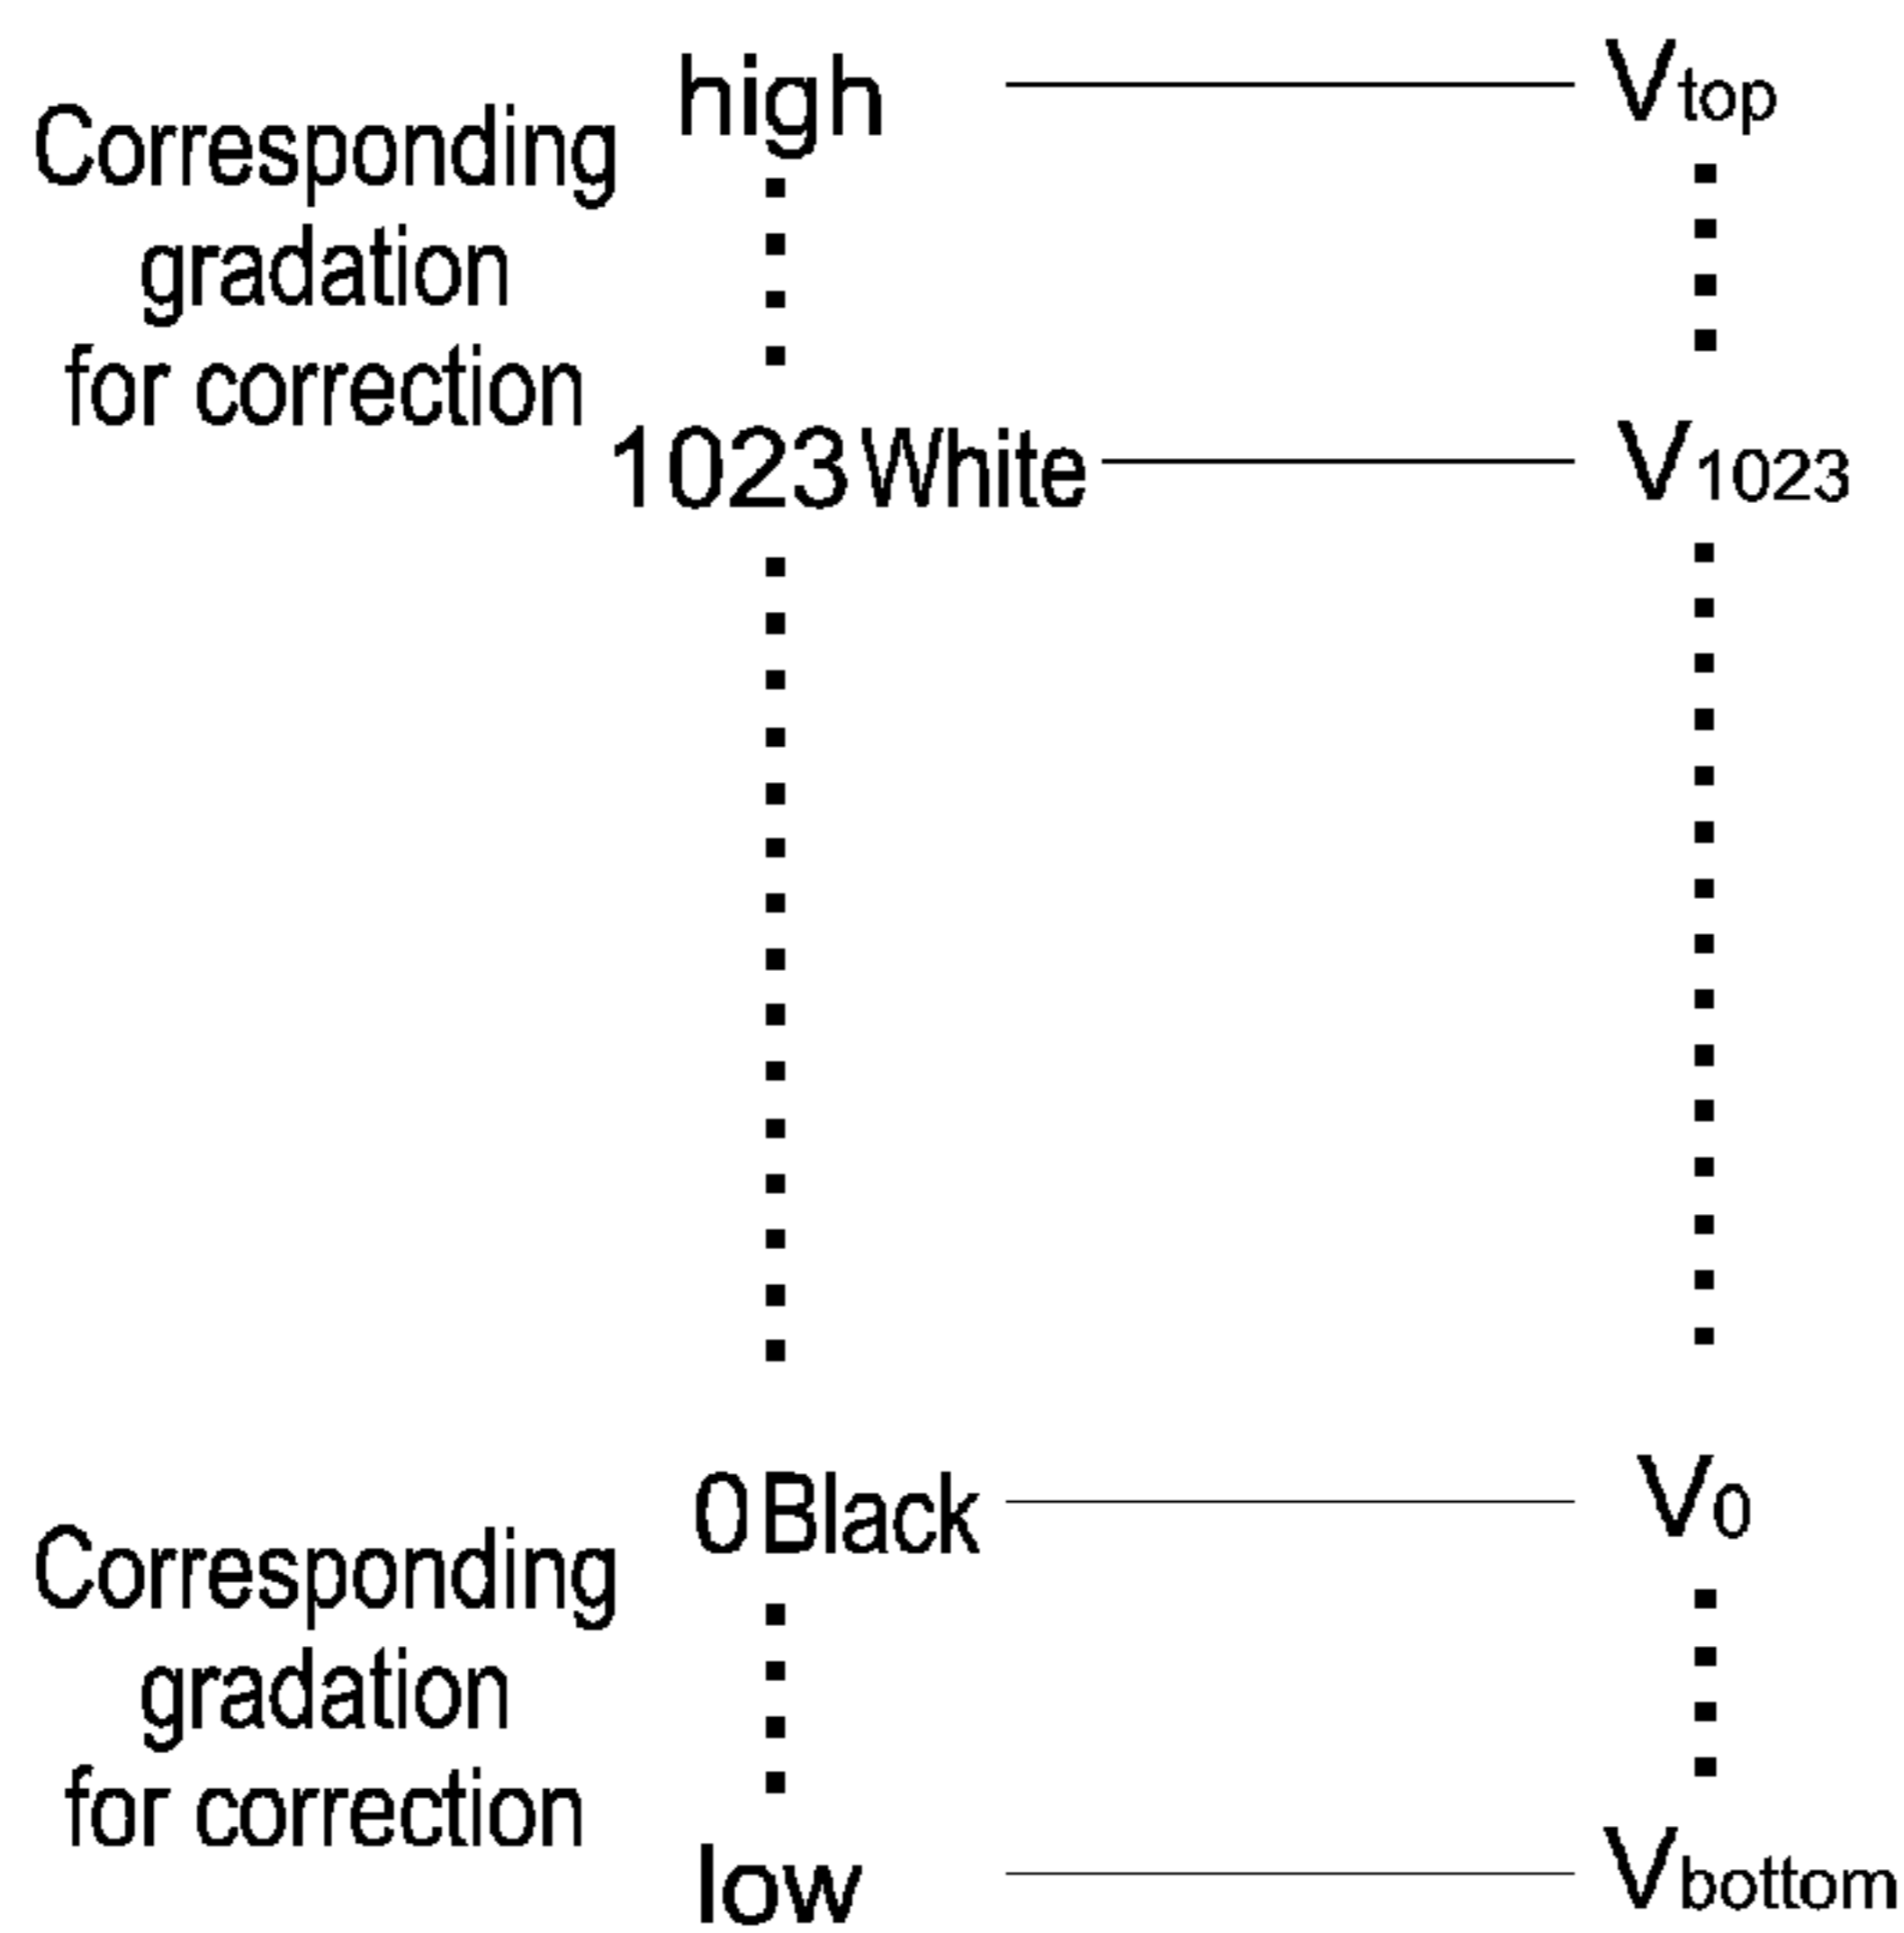 high Vtop
Corresponding
gradation
for correction
1023 White V1023
0 Black V0
Corresponding
gradation
for correction
low Vbottom